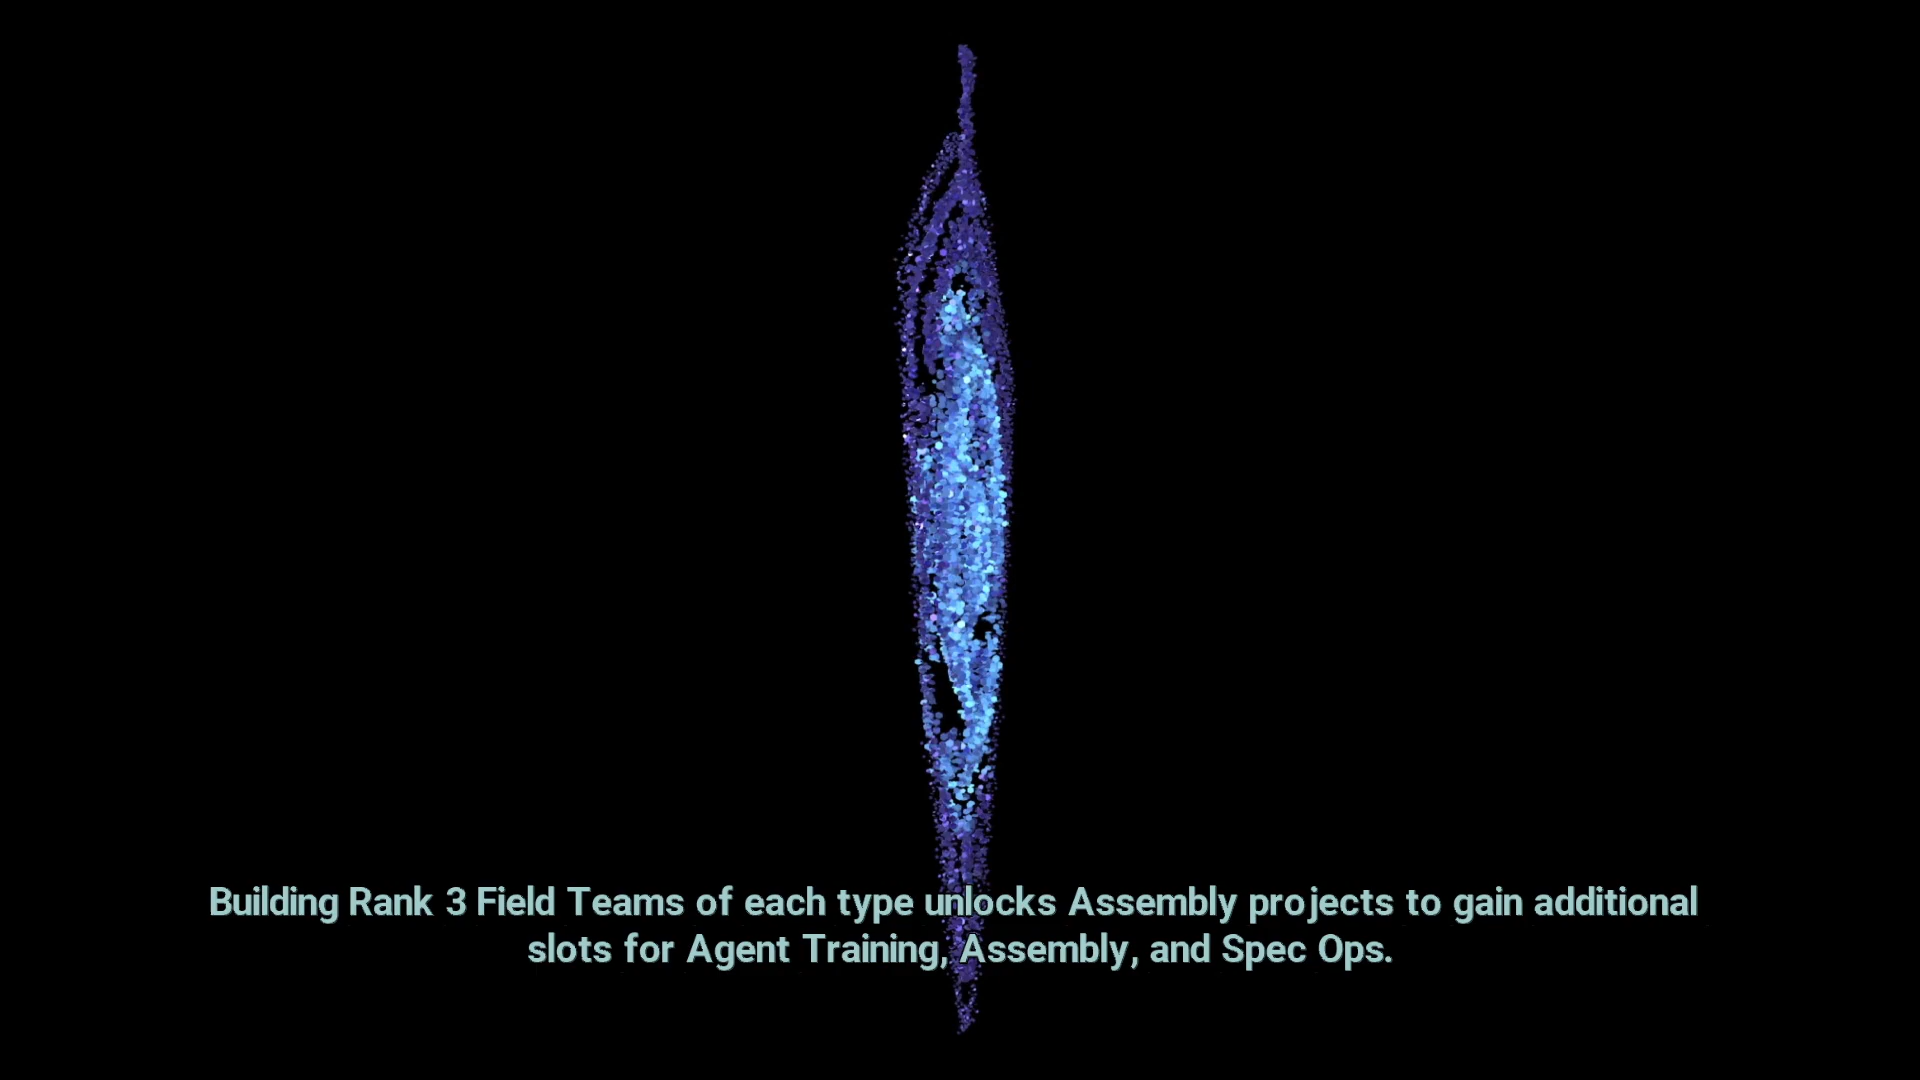 Building Rank 3 Field Teams of each type unlocks Assembly projects to gain additional
slots for Agent Training, Assembly, and Spec Ops.